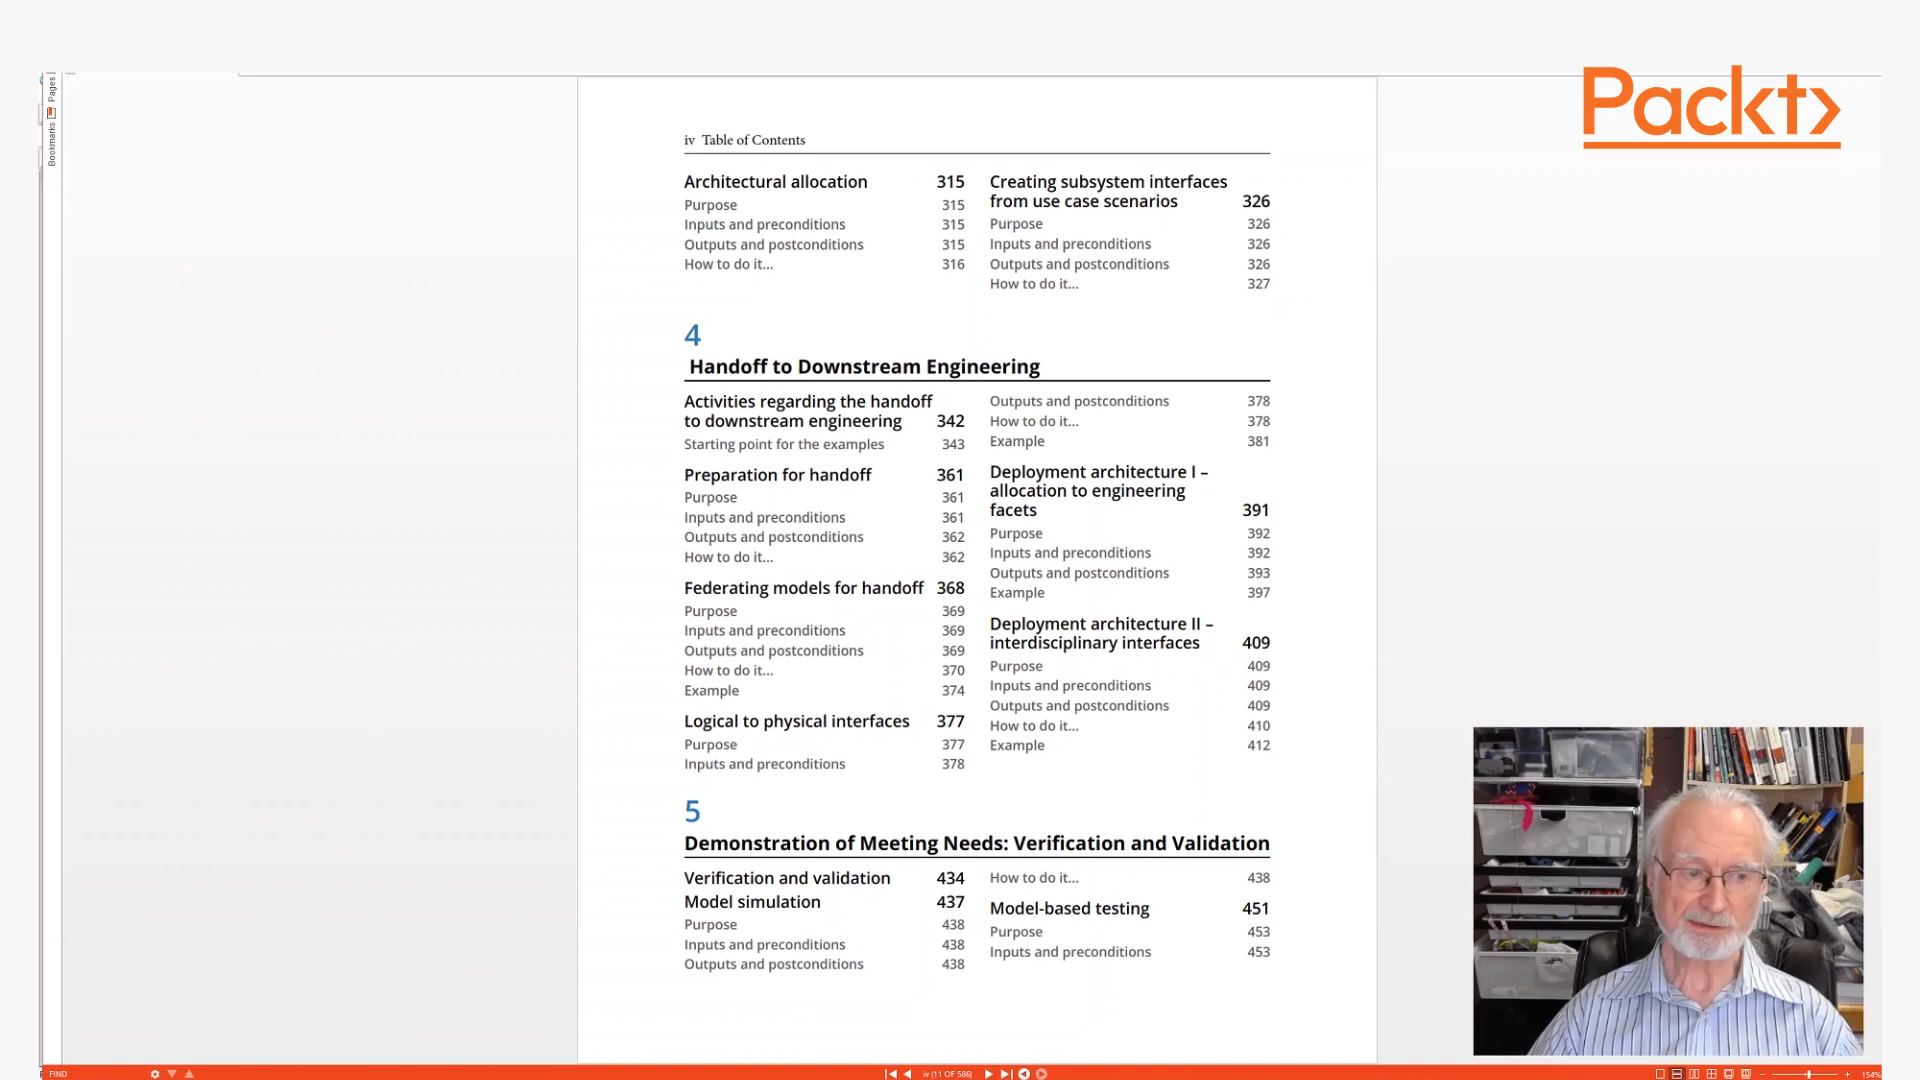 Packt
Pages
Bookmarks
iv Table of Contents
Architectural allocation 315
Purpose 315
Inputs and preconditions 315
Outputs and postconditions 315
How to do it... 316
Creating subsystem interfaces
from use case scenarios 326
Purpose 326
Inputs and preconditions 326
Outputs and postconditions 326
How to do it... 327
4
Handoff to Downstream Engineering
Activities regarding the handoff
to downstream engineering 342
Starting point for the examples 343
Preparation for handoff 361
Purpose 361
Inputs and preconditions 361
Outputs and postconditions 362
How to do it... 362
Federating models for handoff 368
Purpose 369
Inputs and preconditions 369
Outputs and postconditions 369
How to do it... 370
Example 374
Logical to physical interfaces 377
Purpose 377
Inputs and preconditions 378
Outputs and postconditions 378
How to do it... 378
Example 381
Deployment architecture I –
allocation to engineering
facets 391
Purpose 392
Inputs and preconditions 392
Outputs and postconditions 393
Example 397
Deployment architecture II –
interdisciplinary interfaces 409
Purpose 409
Inputs and preconditions 409
Outputs and postconditions 409
How to do it... 410
Example 412
5
Demonstration of Meeting Needs: Verification and Validation
Verification and validation 434
Model simulation 437
Purpose 438
Inputs and preconditions 438
Outputs and postconditions 438
How to do it... 438
Model-based testing 451
Purpose 453
Inputs and preconditions 453
FIND
iv (11 OF 586)
154%